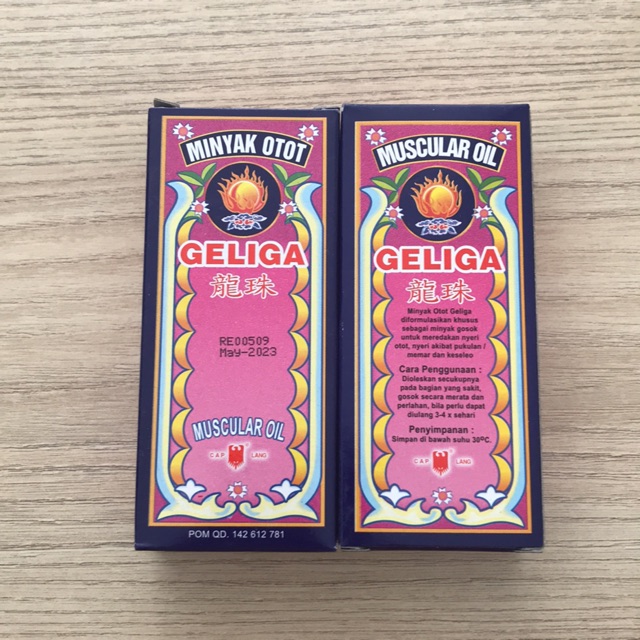 MINYAK OTOT
GELIGA
龍珠
RE00509
May-2023
MUSCULAR OIL
CAP LANG
POM QD. 142 612 781
MUSCULAR OIL
GELIGA
龍珠
Minyak Otot Geliga
diformulasikan khusus
sebagai minyak gosok
untuk meredakan nyeri
otot, nyeri akibat pukulan /
memar dan keseleo
Cara Penggunaan :
Dioleskan secukupnya
pada bagian yang sakit,
gosok secara merata dan
perlahan, bila perlu dapat
diulang 3-4 x sehari
Penyimpanan :
Simpan di bawah suhu 30°C.
CAP LANG